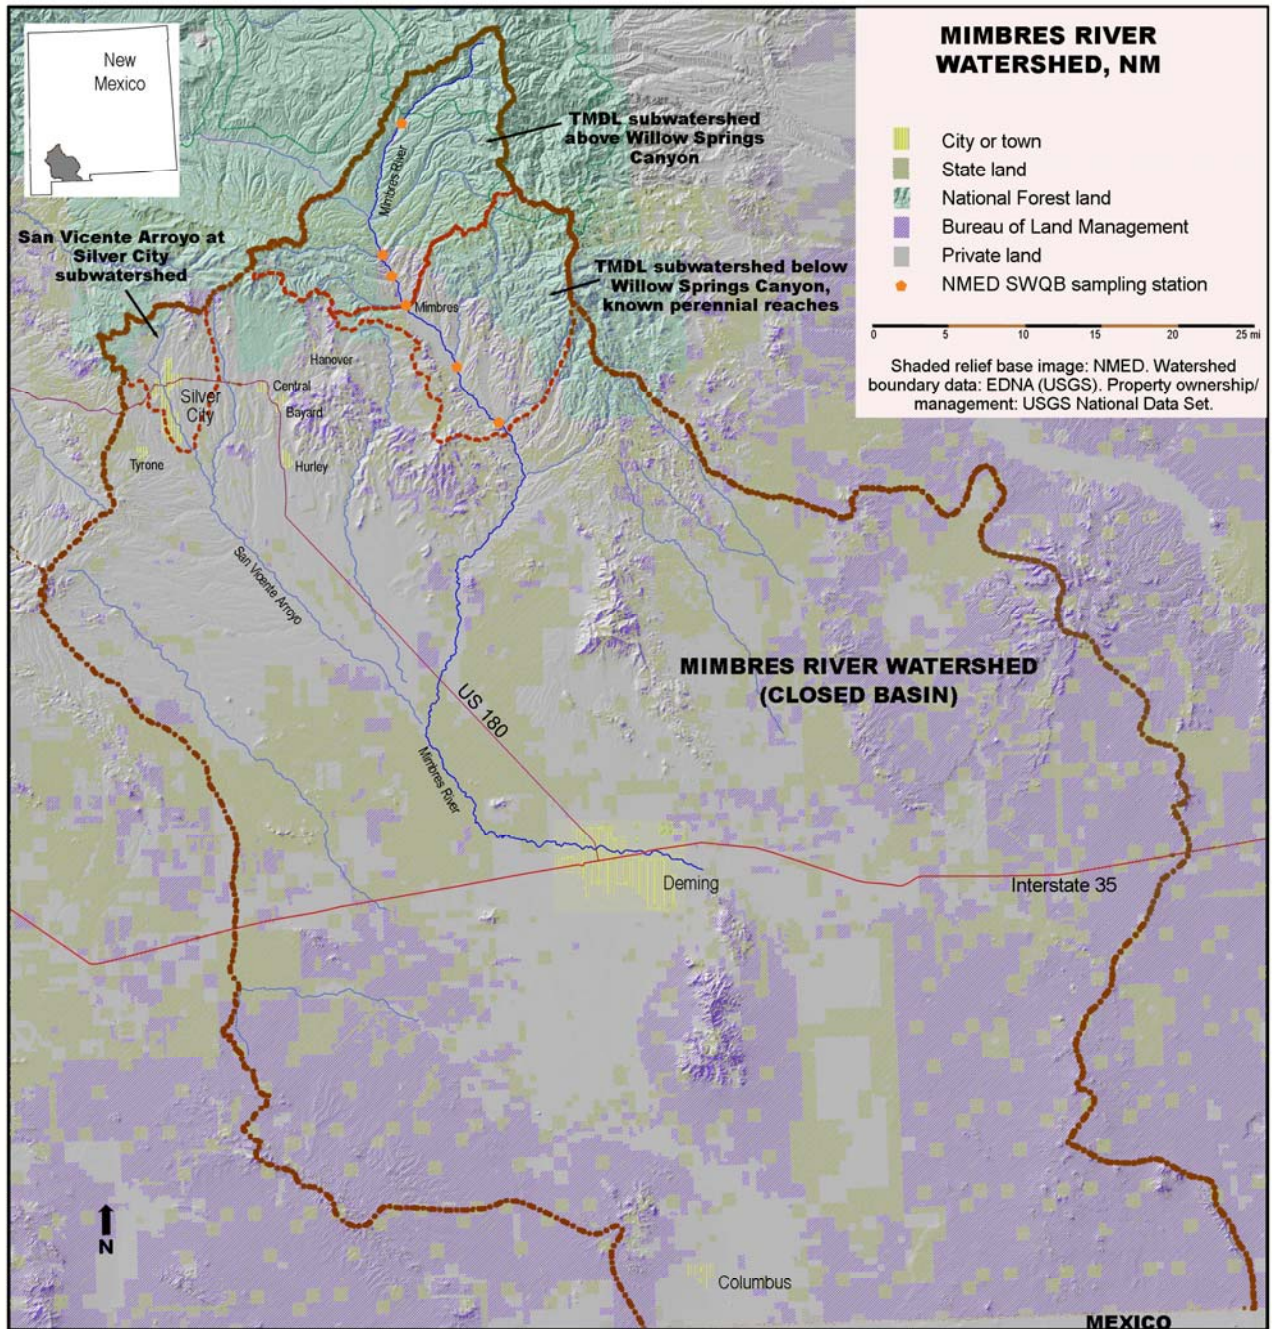 New
Mexico
MIMBRES RIVER
WATERSHED, NM
City or town
State land
National Forest land
Bureau of Land Management
Private land
NMED SWQB sampling station
0 5 10 15 20 25 mi
Shaded relief base image: NMED. Watershed
boundary data: EDNA (USGS). Property ownership/
management: USGS National Data Set.
TMDL subwatershed
above Willow Springs
Canyon
Mimbres River
San Vicente Arroyo at
Silver City
subwatershed
TMDL subwatershed below
Willow Springs Canyon,
known perennial reaches
Mimbres
Hanover
Central
Silver
City
Bayard
Tyrone
Hurley
San Vicente Arroyo
MIMBRES RIVER WATERSHED
(CLOSED BASIN)
US 180
Mimbres River
Deming
Interstate 35
N
Columbus
MEXICO